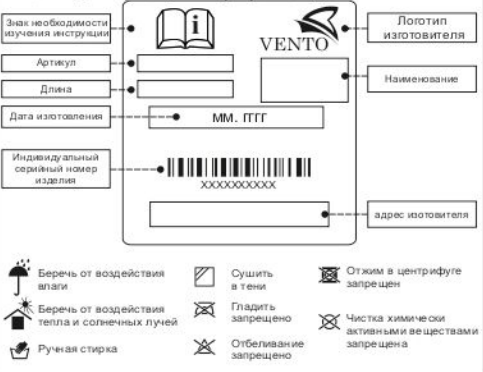 Знак необходимости
изучения инструкции
i
VENTO
Логотип
изготовителя
Артикул
Наименование
Длина
Дата изготовления
ММ. ГГГГ
Индивидуальный
серийный номер
изделия
XXXXXXXXXX
адрес изотовителя
Беречь от воздействия
влаги
Сушить
в тени
Отжим в центрифуге
запрещен
Беречь от воздействия
тепла и солнечных лучей
Гладить
запрещено
Чистка химически
активными веществами
запрещена
Ручная стирка
Отбеливание
запрещено